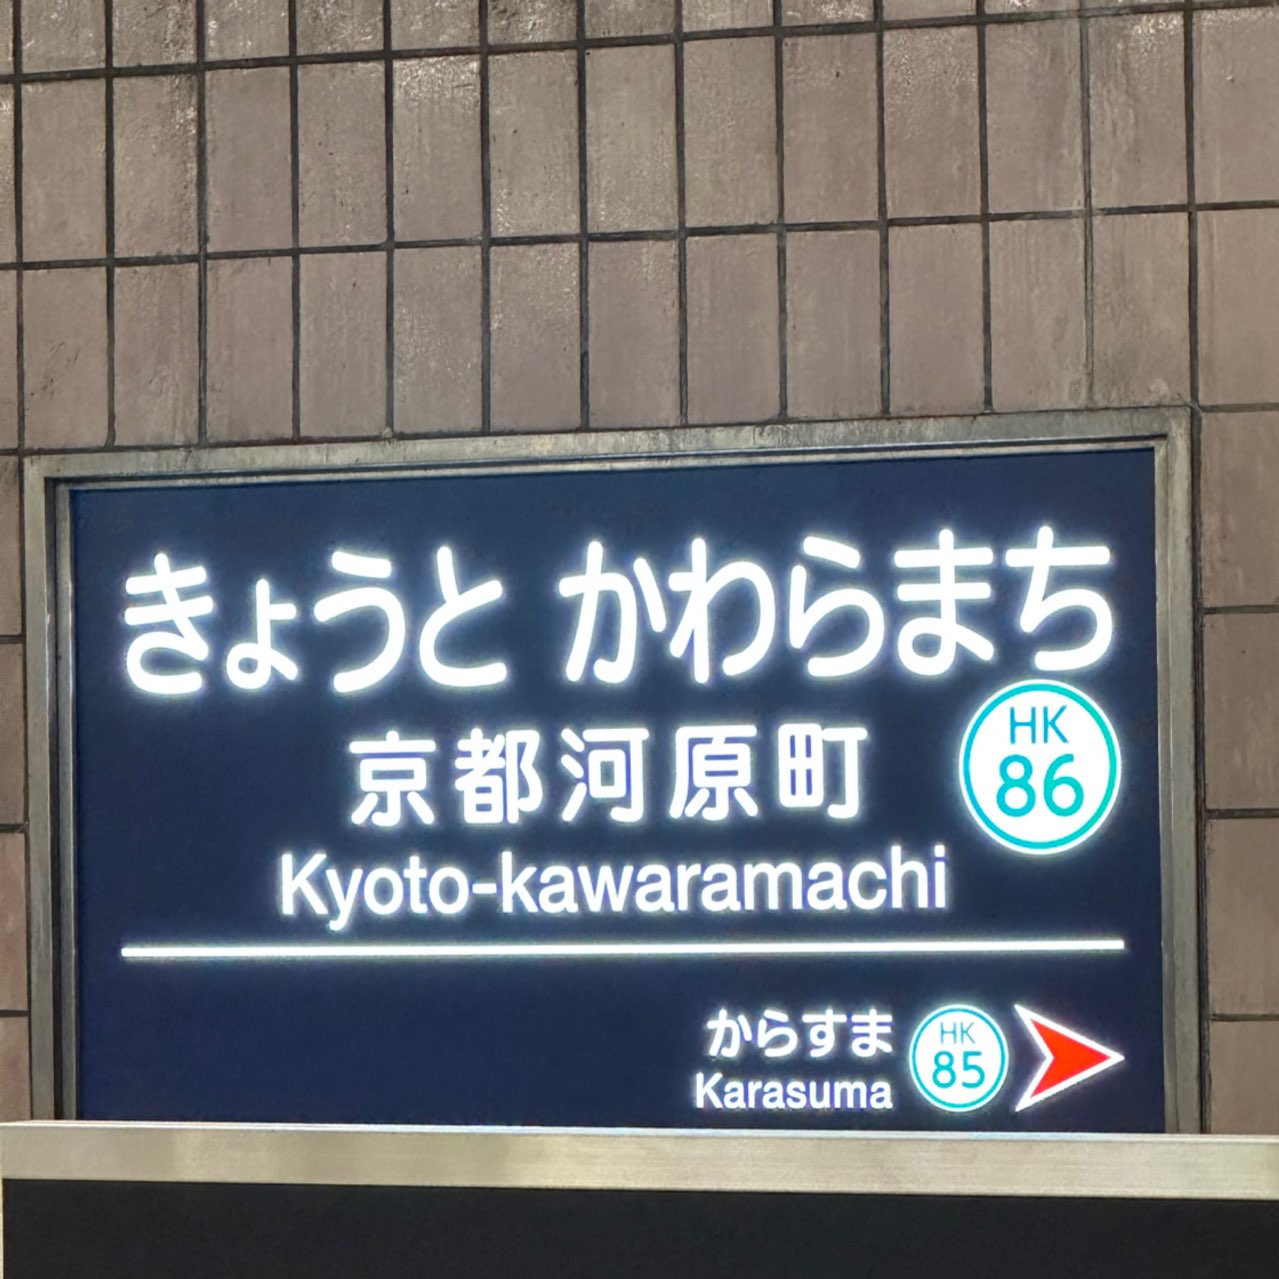 きょうと かわらまち
京都河原町
HK
86
Kyoto-kawaramachi
からすま
Karasuma
HK
85